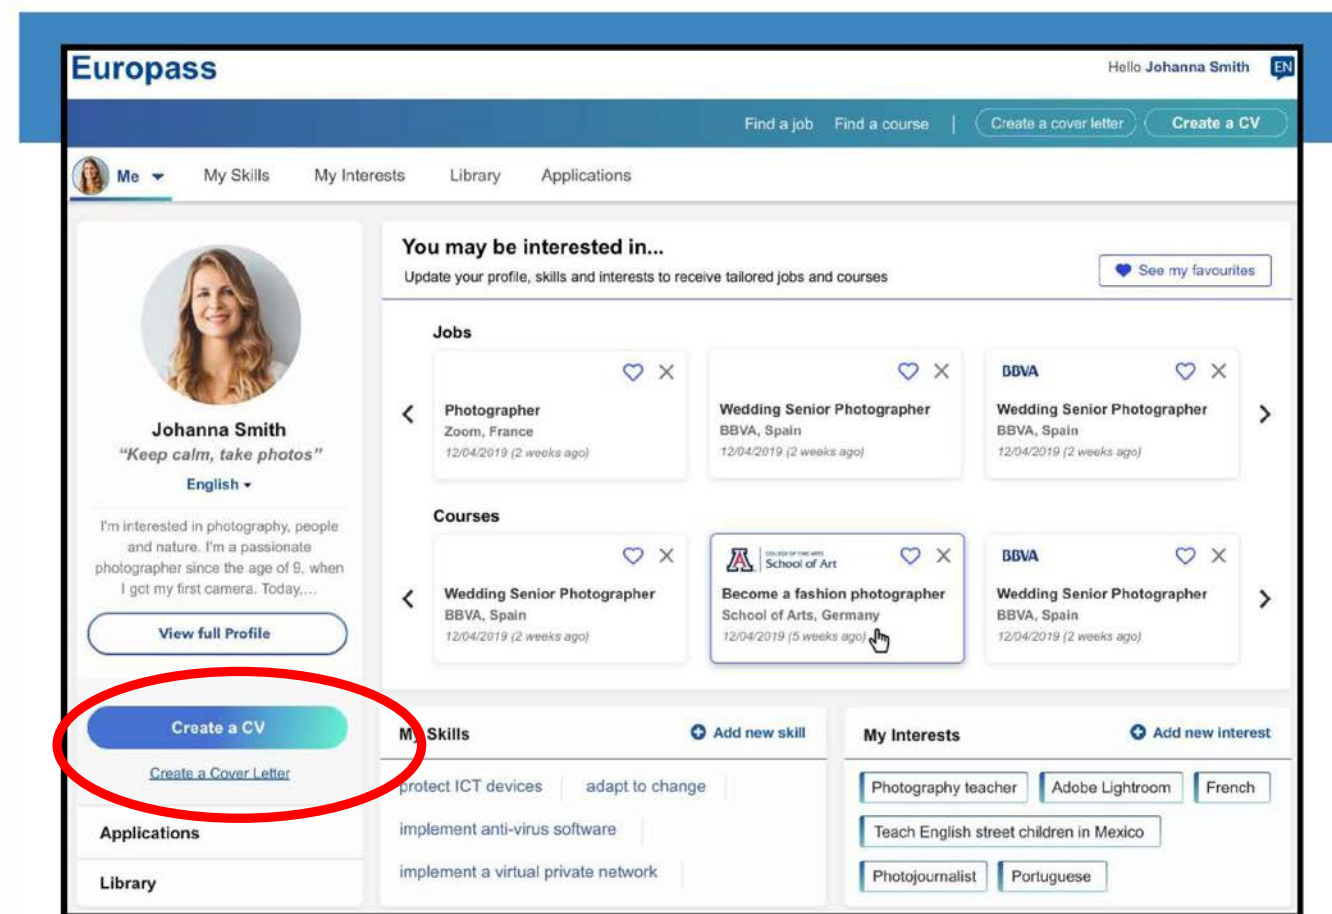 Europass
Hello Johanna Smith EN
Find a job Find a course | Create a cover letter Create a CV
Me My Skills My Interests Library Applications
Johanna Smith
"Keep calm, take photos"
English
I'm interested in photography, people
and nature. I'm a passionate
photographer since the age of 9, when
I got my first camera. Today,...
View full Profile
Create a CV
Create a Cover Letter
Applications
Library
You may be interested in...
Update your profile, skills and interests to receive tailored jobs and courses
See my favourites
Jobs
Photographer
Zoom, France
12/04/2019 (2 weeks ago)
Wedding Senior Photographer
BBVA, Spain
12/04/2019 (2 weeks ago)
BBVA
Wedding Senior Photographer
BBVA, Spain
12/04/2019 (2 weeks ago)
Courses
Wedding Senior Photographer
BBVA, Spain
12/04/2019 (2 weeks ago)
A
COLLEGE OF FINE ARTS
School of Art
Become a fashion photographer
School of Arts, Germany
12/04/2019 (5 weeks ago)
BBVA
Wedding Senior Photographer
BBVA, Spain
12/04/2019 (2 weeks ago)
My Skills
Add new skill
protect ICT devices adapt to change
implement anti-virus software
implement a virtual private network
My Interests
Add new interest
Photography teacher Adobe Lightroom French
Teach English street children in Mexico
Photojournalist Portuguese